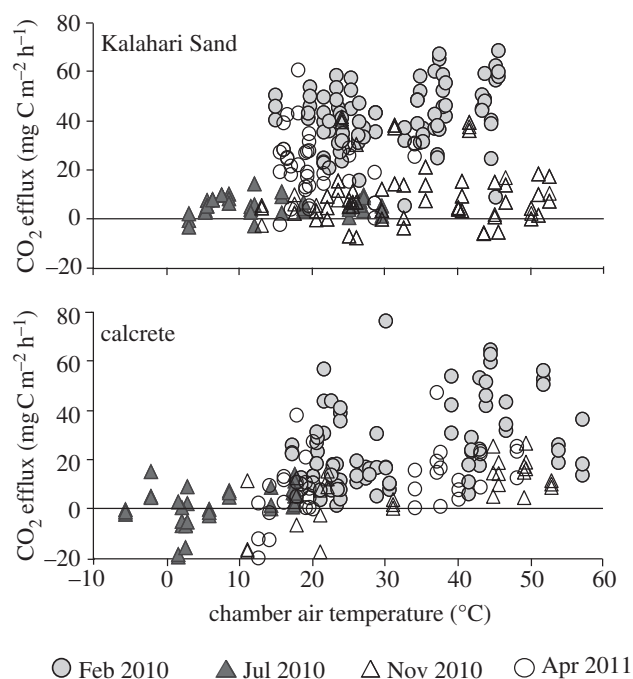 80
Kalahari Sand
60
40
20
0
–20
CO2 efflux (mg C m–2 h–1)
80
calcrete
60
40
20
0
–20
CO2 efflux (mg C m–2 h–1)
–10 0 10 20 30 40 50 60
chamber air temperature (°C)
Feb 2010 Jul 2010 Nov 2010 Apr 2011